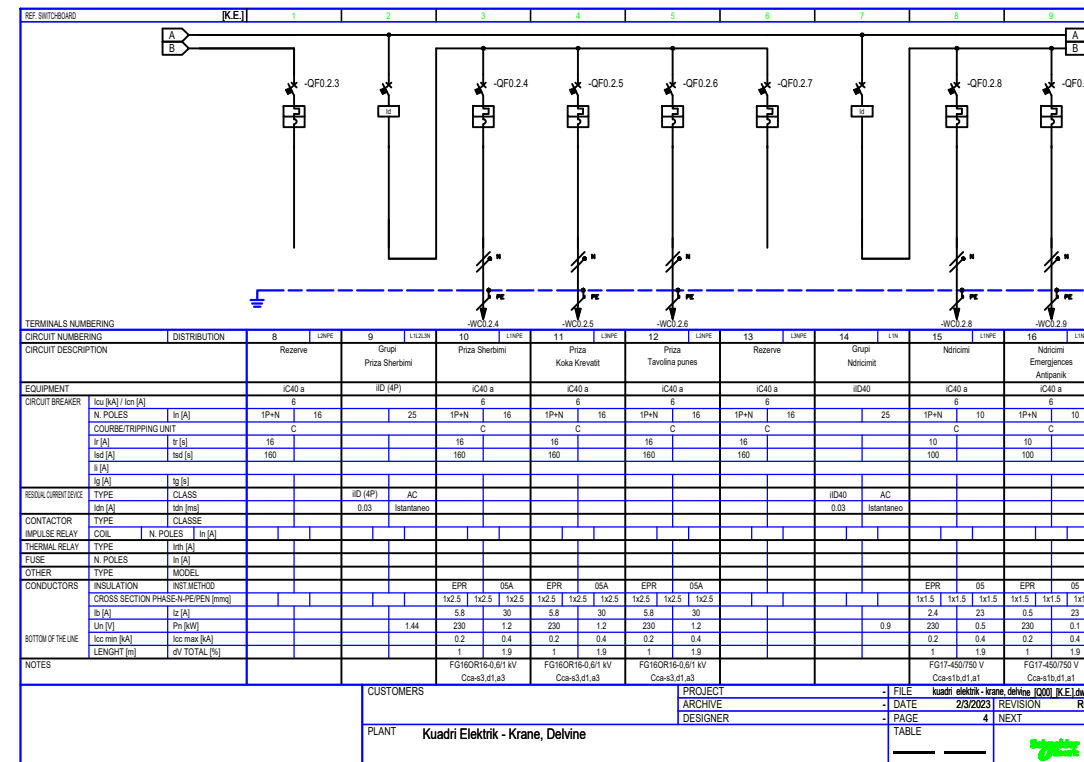 REF. SWITCHBOARD [K.E.] 1 2 3 4 5 6 7 8 9
A A
B B
-QF0.2.3 -QF0.2.4 -QF0.2.5 -QF0.2.6 -QF0.2.7 -QF0.2.8 -QF0.
Id Id
N N N N N
PE PE PE PE PE
TERMINALS NUMBERING -WC0.2.4 -WC0.2.5 -WC0.2.6 -WC0.2.8 -WC0.2.9
CIRCUIT NUMBERING DISTRIBUTION 8 L2NPE 9 L1L2L3N 10 L1NPE 11 L3NPE 12 L2NPE 13 L3NPE 14 L1N 15 L1NPE 16 L1N
CIRCUIT DESCRIPTION Rezerve Grupi Priza Sherbimi Priza Priza Rezerve Grupi Ndricimi Ndricimi
Priza Sherbimi Koka Krevatit Tavolina punes Ndricimit Emergjences
Antipanik
EQUIPMENT iC40 a iID (4P) iC40 a iC40 a iC40 a iC40 a iID40 iC40 a iC40 a
CIRCUIT BREAKER Icu [kA] / Icn [A] 6 6 6 6 6 6 6
N. POLES In [A] 1P+N 16 25 1P+N 16 1P+N 16 1P+N 16 1P+N 16 25 1P+N 10 1P+N 10
COURBE/TRIPPING UNIT C C C C C C C
Ir [A] tr [s] 16 16 16 16 16 10 10
Isd [A] tsd [s] 160 160 160 160 160 100 100
Ii [A]
Ig [A] tg [s]
RESIDUAL CURRENT DEVICE TYPE CLASS iID (4P) AC iID40 AC
Idn [A] tdn [ms] 0.03 Istantaneo 0.03 Istantaneo
CONTACTOR TYPE CLASSE
IMPULSE RELAY COIL N. POLES In [A]
THERMAL RELAY TYPE Irth [A]
FUSE N. POLES In [A]
OTHER TYPE MODEL
CONDUCTORS INSULATION INST.METHOD EPR 05A EPR 05A EPR 05A EPR 05 EPR 05
CROSS SECTION PHASE-N-PE/PEN [mmq] 1x2.5 1x2.5 1x2.5 1x2.5 1x2.5 1x2.5 1x2.5 1x2.5 1x2.5 1x1.5 1x1.5 1x1.5 1x1.5 1x1.5 1x1
Ib [A] Iz [A] 5.8 30 5.8 30 5.8 30 2.4 23 0.5 23
Un [V] Pn [kW] 1.44 230 1.2 230 1.2 230 1.2 0.9 230 0.5 230 0.1
BOTTOM OF THE LINE Icc min [kA] Icc max [kA] 0.2 0.4 0.2 0.4 0.2 0.4 0.2 0.4 0.2 0.4
LENGHT [m] dV TOTAL [%] 1 1.9 1 1.9 1 1.9 1 1.9 1 1.9
NOTES FG16OR16-0,6/1 kV FG16OR16-0,6/1 kV FG16OR16-0,6/1 kV FG17-450/750 V FG17-450/750 V
Cca-s3,d1,a3 Cca-s3,d1,a3 Cca-s3,d1,a3 Cca-s1b,d1,a1 Cca-s1b,d1,a1
CUSTOMERS PROJECT - FILE kuadri elektrik - krane, delvine [Q00] [K.E.].dw
ARCHIVE - DATE 2/3/2023 REVISION R
DESIGNER - PAGE 4 NEXT
PLANT Kuadri Elektrik - Krane, Delvine TABLE
Schneider
Electric